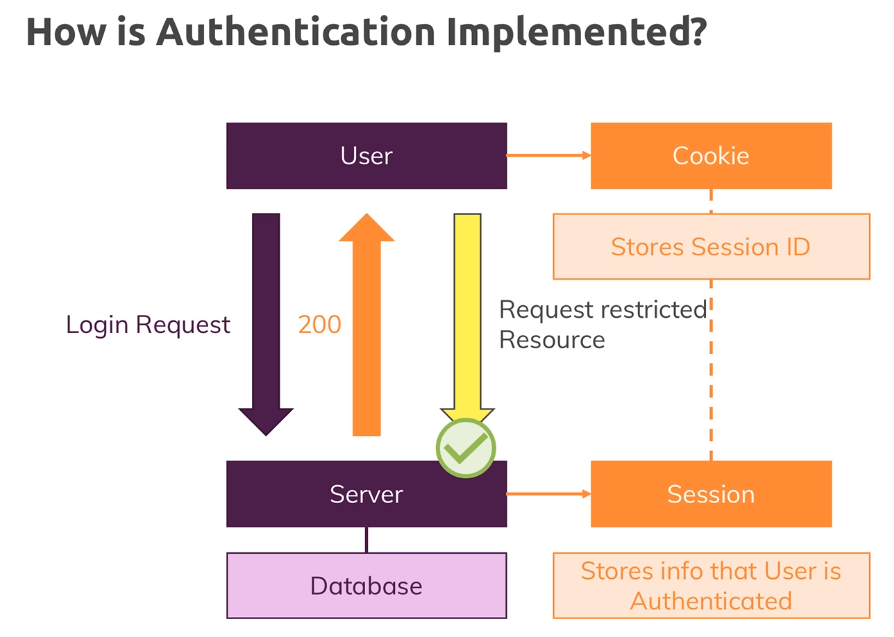 How is Authentication Implemented?
User
Cookie
Stores Session ID
Login Request
200
Request restricted
Resource
Server
Session
Database
Stores info that User is
Authenticated